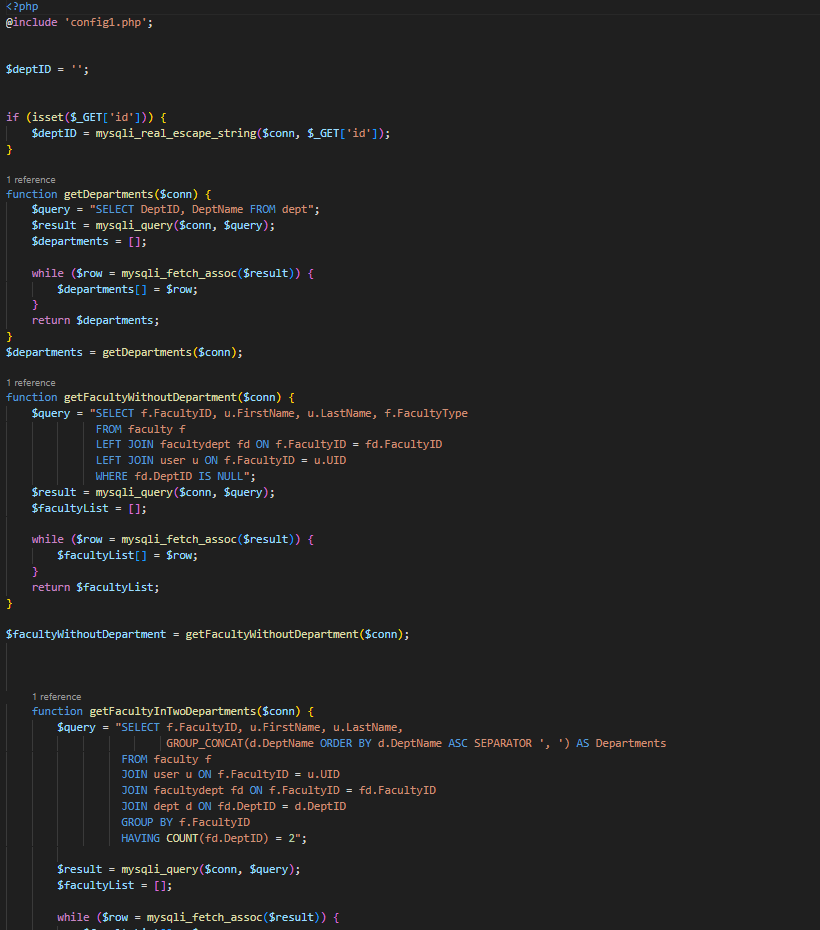 <?php
@include 'config1.php';
$deptID = '';
if (isset($_GET['id'])) {
    $deptID = mysqli_real_escape_string($conn, $_GET['id']);
}
1 reference
function getDepartments($conn) {
    $query = "SELECT DeptID, DeptName FROM dept";
    $result = mysqli_query($conn, $query);
    $departments = [];
    while ($row = mysqli_fetch_assoc($result)) {
        $departments[] = $row;
    }
    return $departments;
}
$departments = getDepartments($conn);
1 reference
function getFacultyWithoutDepartment($conn) {
    $query = "SELECT f.FacultyID, u.FirstName, u.LastName, f.FacultyType
              FROM faculty f
              LEFT JOIN facultydept fd ON f.FacultyID = fd.FacultyID
              LEFT JOIN user u ON f.FacultyID = u.UID
              WHERE fd.DeptID IS NULL";
    $result = mysqli_query($conn, $query);
    $facultyList = [];
    while ($row = mysqli_fetch_assoc($result)) {
        $facultyList[] = $row;
    }
    return $facultyList;
}
$facultyWithoutDepartment = getFacultyWithoutDepartment($conn);
    1 reference
    function getFacultyInTwoDepartments($conn) {
        $query = "SELECT f.FacultyID, u.FirstName, u.LastName,
                         GROUP_CONCAT(d.DeptName ORDER BY d.DeptName ASC SEPARATOR ', ') AS Departments
                  FROM faculty f
                  JOIN user u ON f.FacultyID = u.UID
                  JOIN facultydept fd ON f.FacultyID = fd.FacultyID
                  JOIN dept d ON fd.DeptID = d.DeptID
                  GROUP BY f.FacultyID
                  HAVING COUNT(fd.DeptID) = 2";
        $result = mysqli_query($conn, $query);
        $facultyList = [];
        while ($row = mysqli_fetch_assoc($result)) {